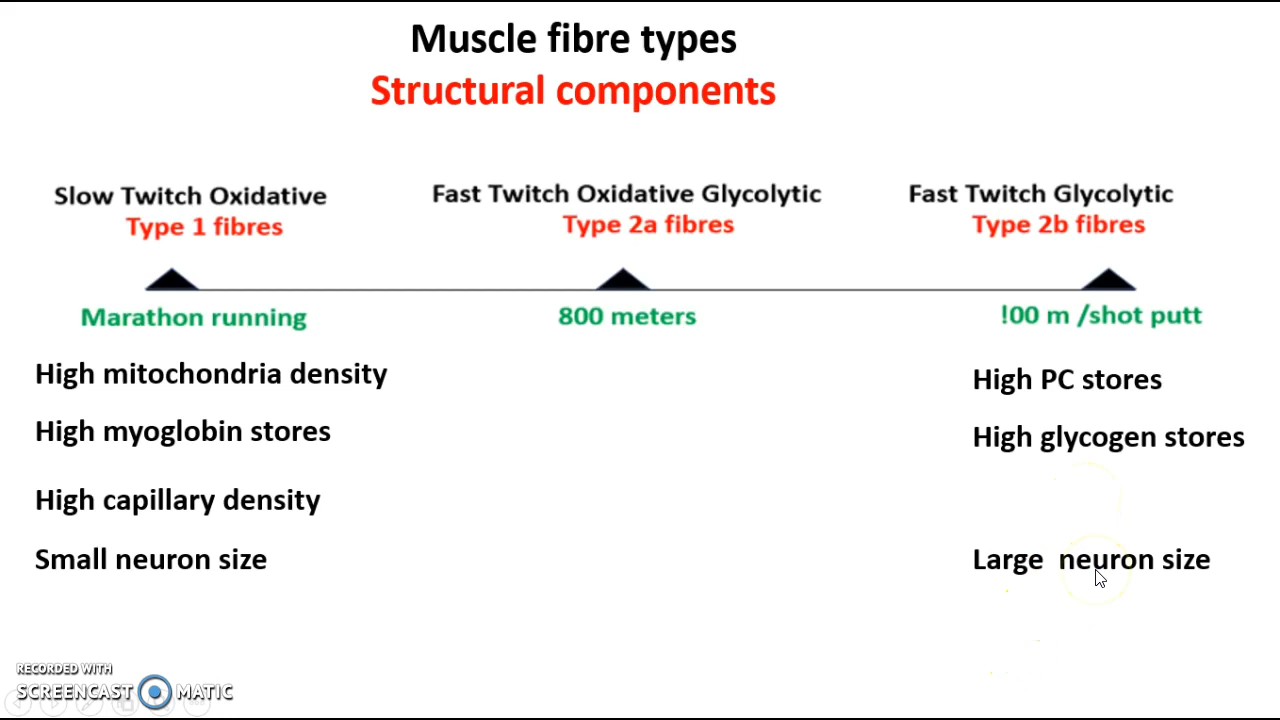 Muscle fibre types
Structural components
Slow Twitch Oxidative
Type 1 fibres
Fast Twitch Oxidative Glycolytic
Type 2a fibres
Fast Twitch Glycolytic
Type 2b fibres
Marathon running
800 meters
!00 m /shot putt
High mitochondria density
High myoglobin stores
High capillary density
Small neuron size
High PC stores
High glycogen stores
Large  neuron size
RECORDED WITH
SCREENCAST MATIC